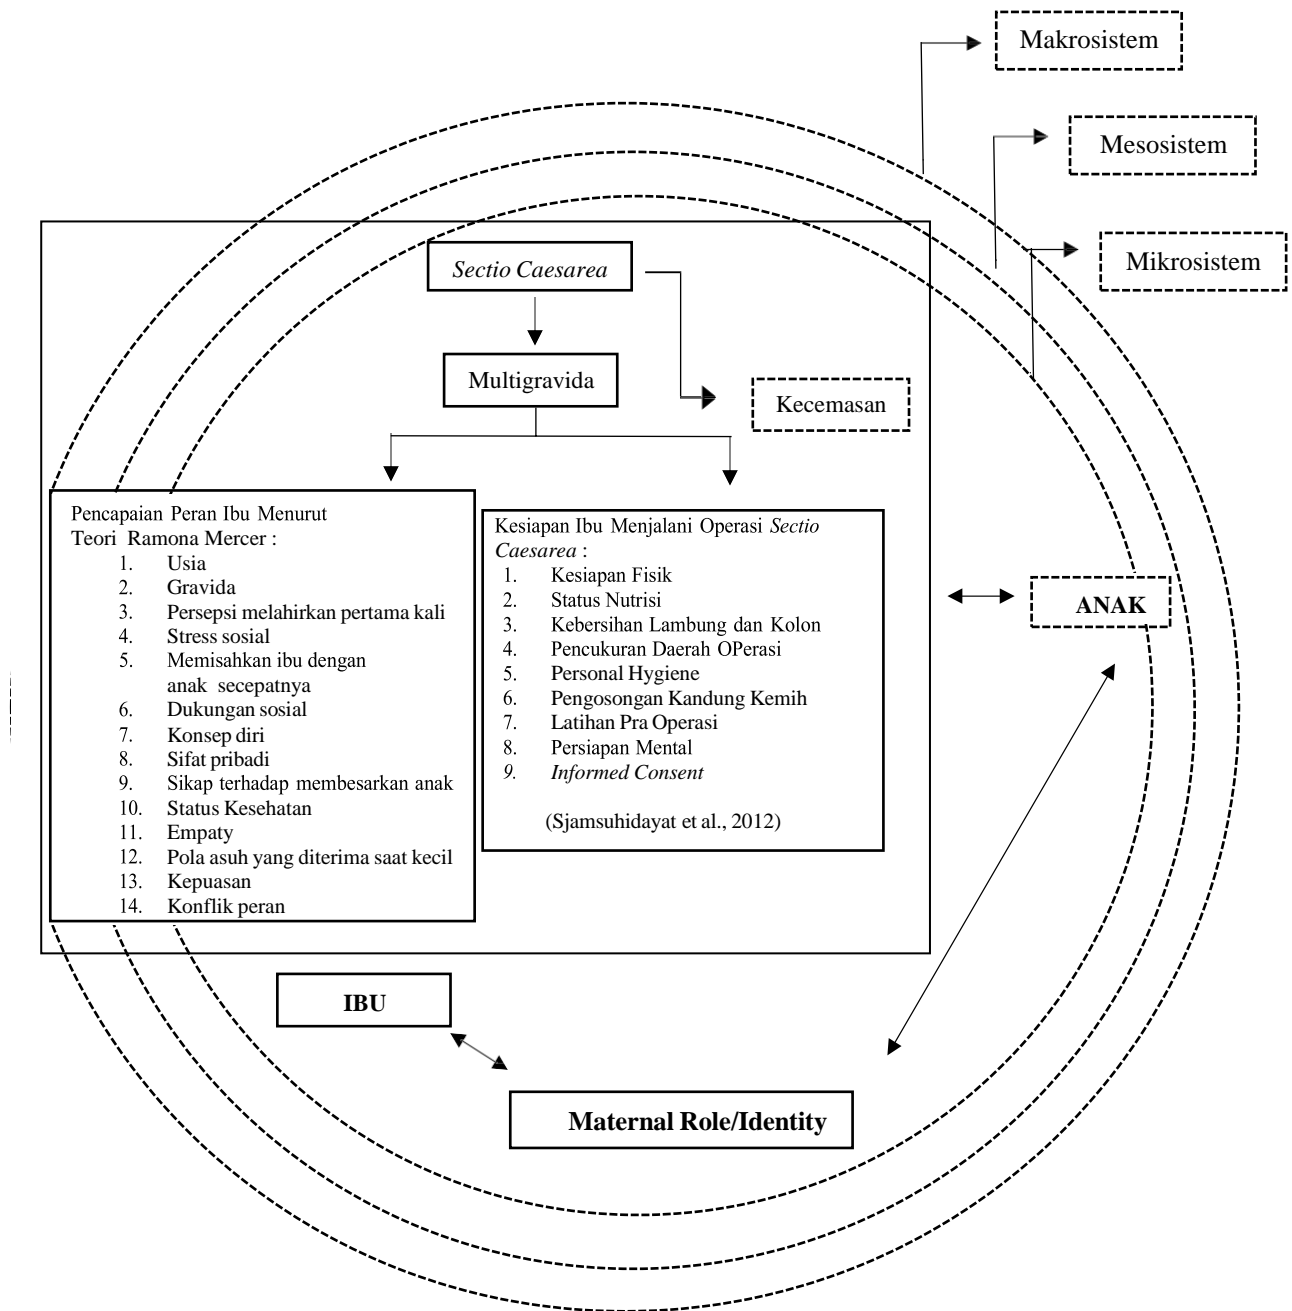 Makrosistem
Mesosistem
Mikrosistem
Sectio Caesarea
Multigravida
Kecemasan
Pencapaian Peran Ibu Menurut
Teori Ramona Mercer :
1. Usia
2. Gravida
3. Persepsi melahirkan pertama kali
4. Stress sosial
5. Memisahkan ibu dengan
anak secepatnya
6. Dukungan sosial
7. Konsep diri
8. Sifat pribadi
9. Sikap terhadap membesarkan anak
10. Status Kesehatan
11. Empaty
12. Pola asuh yang diterima saat kecil
13. Kepuasan
14. Konflik peran
Kesiapan Ibu Menjalani Operasi Sectio
Caesarea :
1. Kesiapan Fisik
2. Status Nutrisi
3. Kebersihan Lambung dan Kolon
4. Pencukuran Daerah OPerasi
5. Personal Hygiene
6. Pengosongan Kandung Kemih
7. Latihan Pra Operasi
8. Persiapan Mental
9. Informed Consent
(Sjamsuhidayat et al., 2012)
ANAK
IBU
Maternal Role/Identity